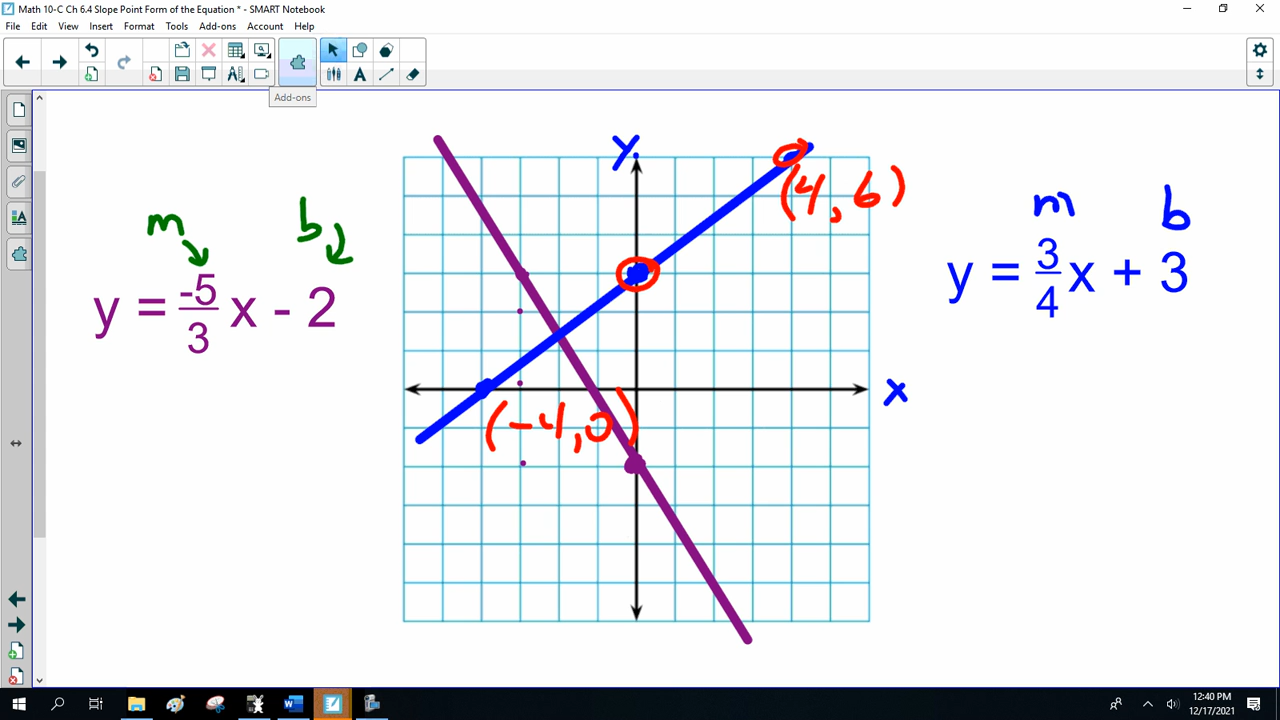 Math 10-C Ch 6.4 Slope Point Form of the Equation * - SMART Notebook
File Edit View Insert Format Tools Add-ons Account Help
A
Add-ons
A
y
(4, 6)
m b
m b
y = -5/3 x - 2
y = 3/4 x + 3
x
(-4, 0)
12:40 PM
12/17/2021